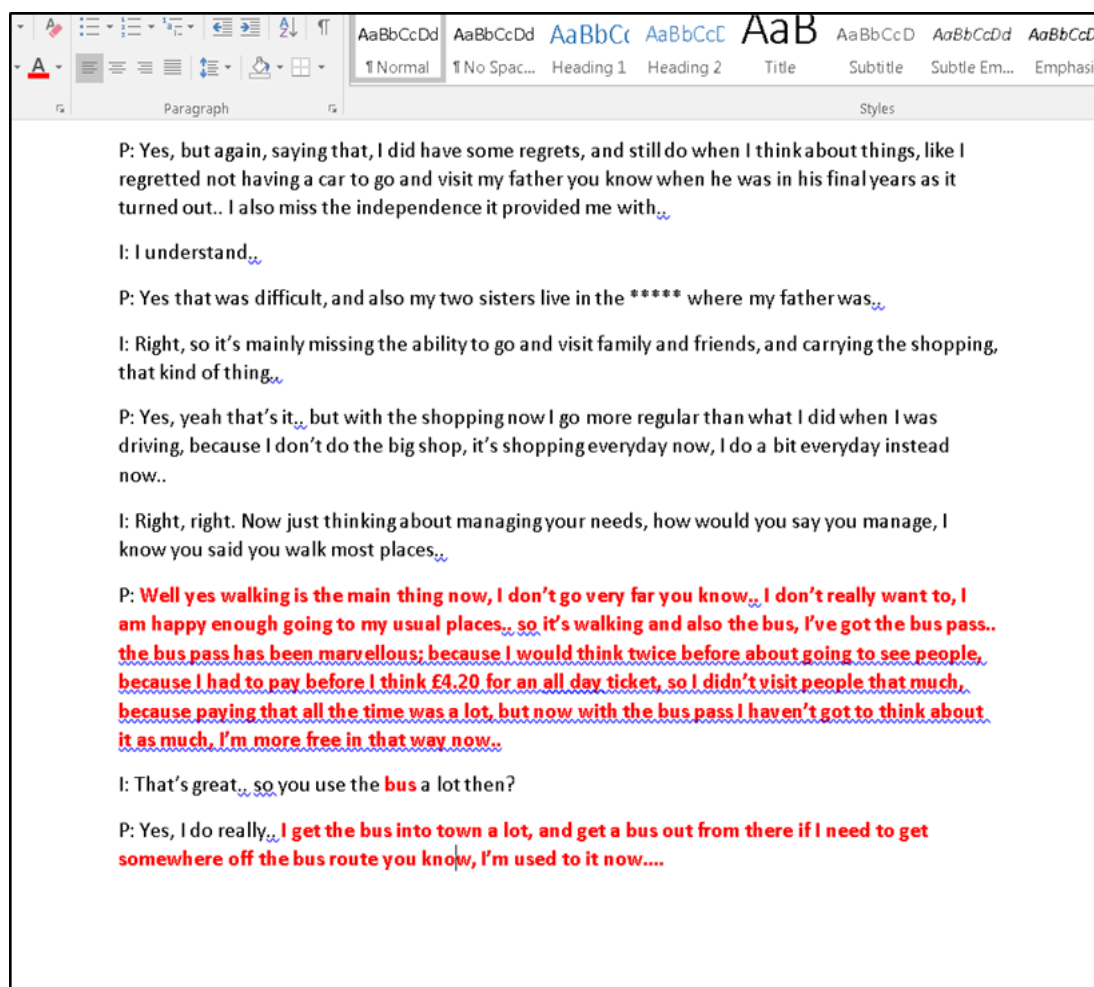 AaBbCcDd AaBbCcDd AaBbC AaBbCcD AaB AaBbCcD AaBbCcDd AaBbCcD
¶ Normal ¶ No Spac... Heading 1 Heading 2 Title Subtitle Subtle Em... Emphasi
Paragraph Styles
P: Yes, but again, saying that, I did have some regrets, and still do when I think about things, like I
regretted not having a car to go and visit my father you know when he was in his final years as it
turned out.. I also miss the independence it provided me with..
I: I understand..
P: Yes that was difficult, and also my two sisters live in the ***** where my father was..
I: Right, so it’s mainly missing the ability to go and visit family and friends, and carrying the shopping,
that kind of thing..
P: Yes, yeah that’s it.. but with the shopping now I go more regular than what I did when I was
driving, because I don’t do the big shop, it’s shopping everyday now, I do a bit everyday instead
now..
I: Right, right. Now just thinking about managing your needs, how would you say you manage, I
know you said you walk most places..
P: Well yes walking is the main thing now, I don’t go very far you know.. I don’t really want to, I
am happy enough going to my usual places.. so it’s walking and also the bus, I’ve got the bus pass..
the bus pass has been marvellous; because I would think twice before about going to see people,
because I had to pay before I think £4.20 for an all day ticket, so I didn’t visit people that much,
because paying that all the time was a lot, but now with the bus pass I haven’t got to think about
it as much, I’m more free in that way now..
I: That’s great.. so you use the bus a lot then?
P: Yes, I do really.. I get the bus into town a lot, and get a bus out from there if I need to get
somewhere off the bus route you know, I’m used to it now....